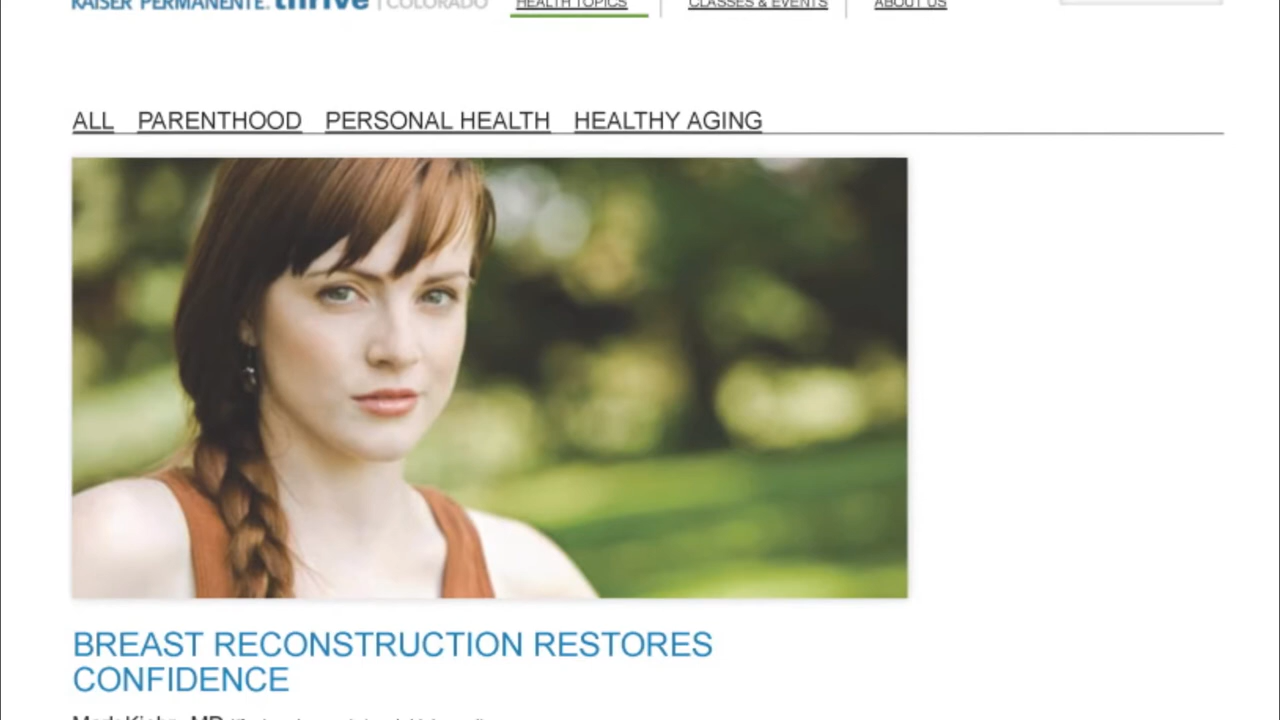 KAISER PERMANENTE. thrive | COLORADO HEALTH TOPICS CLASSES & EVENTS ABOUT US
ALL PARENTHOOD PERSONAL HEALTH HEALTHY AGING
BREAST RECONSTRUCTION RESTORES
CONFIDENCE
MD